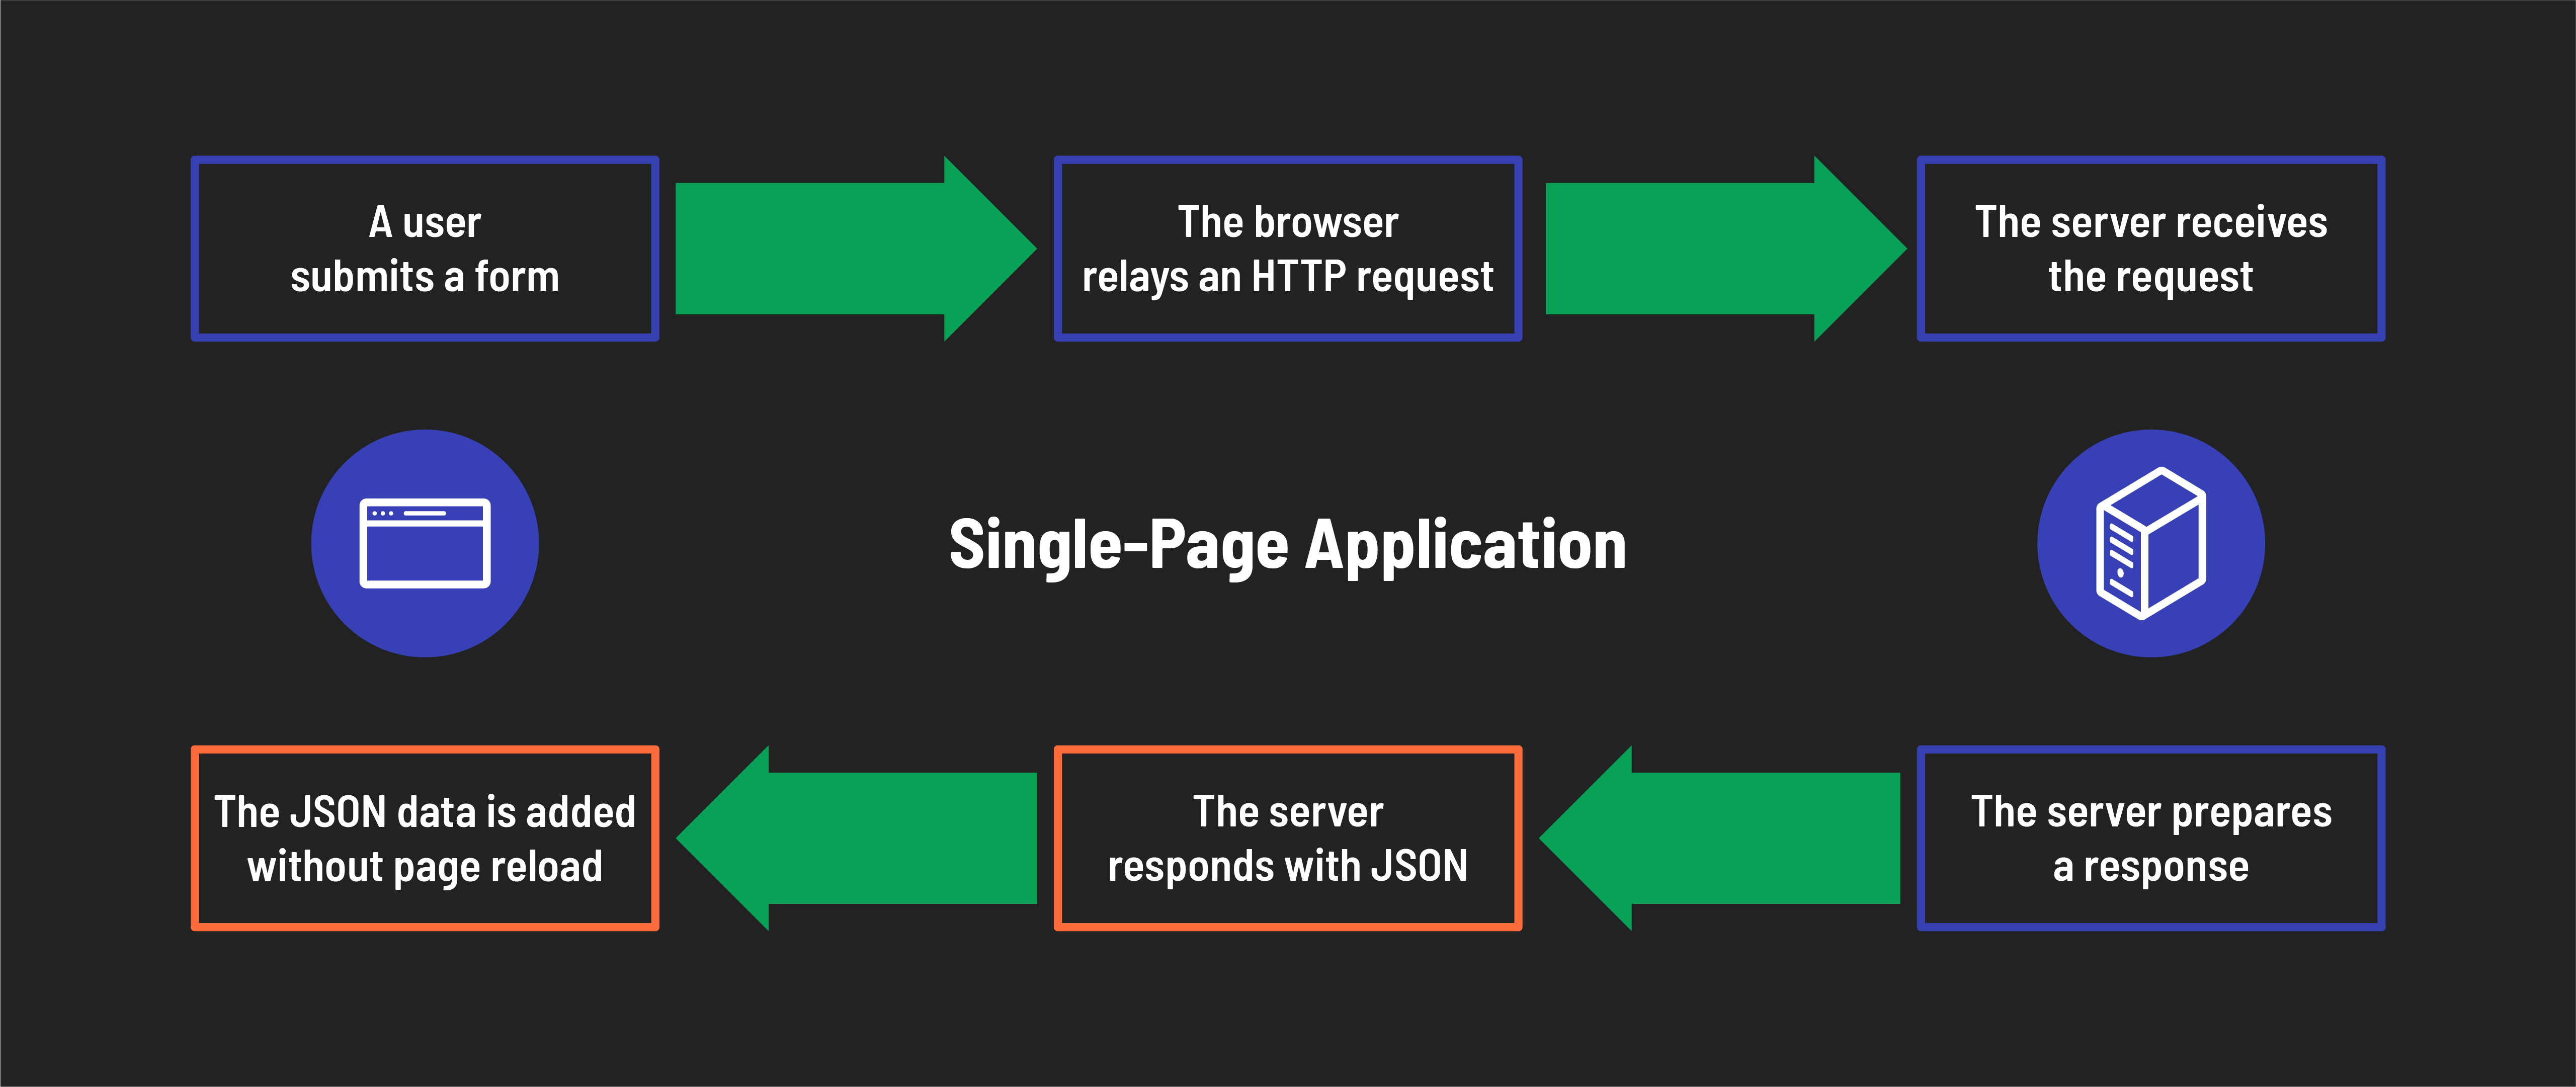 A user
submits a form
The browser
relays an HTTP request
The server receives
the request
Single-Page Application
The JSON data is added
without page reload
The server
responds with JSON
The server prepares
a response